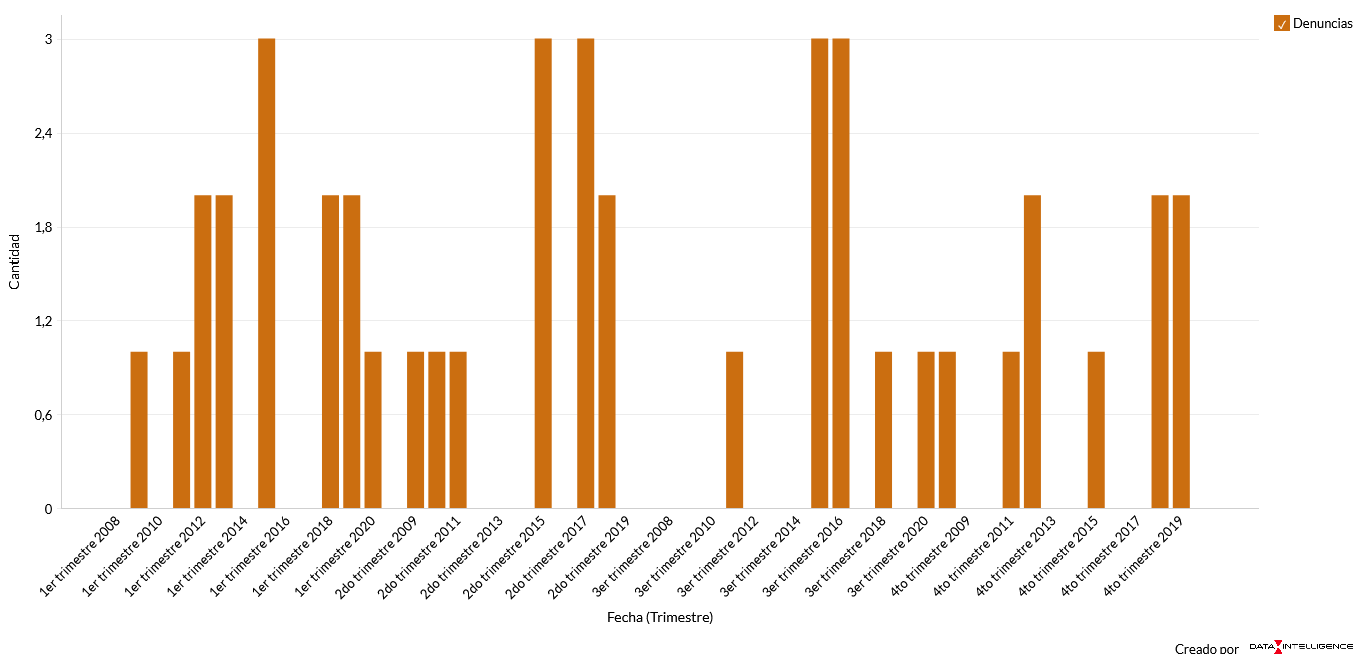 Denuncias
3
2,4
1,8
1,2
0,6
0
Cantidad
1er trimestre 2008
1er trimestre 2010
1er trimestre 2012
1er trimestre 2014
1er trimestre 2016
1er trimestre 2018
1er trimestre 2020
2do trimestre 2009
2do trimestre 2011
2do trimestre 2013
2do trimestre 2015
2do trimestre 2017
2do trimestre 2019
3er trimestre 2008
3er trimestre 2010
3er trimestre 2012
3er trimestre 2014
3er trimestre 2016
3er trimestre 2018
3er trimestre 2020
4to trimestre 2009
4to trimestre 2011
4to trimestre 2013
4to trimestre 2015
4to trimestre 2017
4to trimestre 2019
Fecha (Trimestre)
Creado por DATA INTELLIGENCE